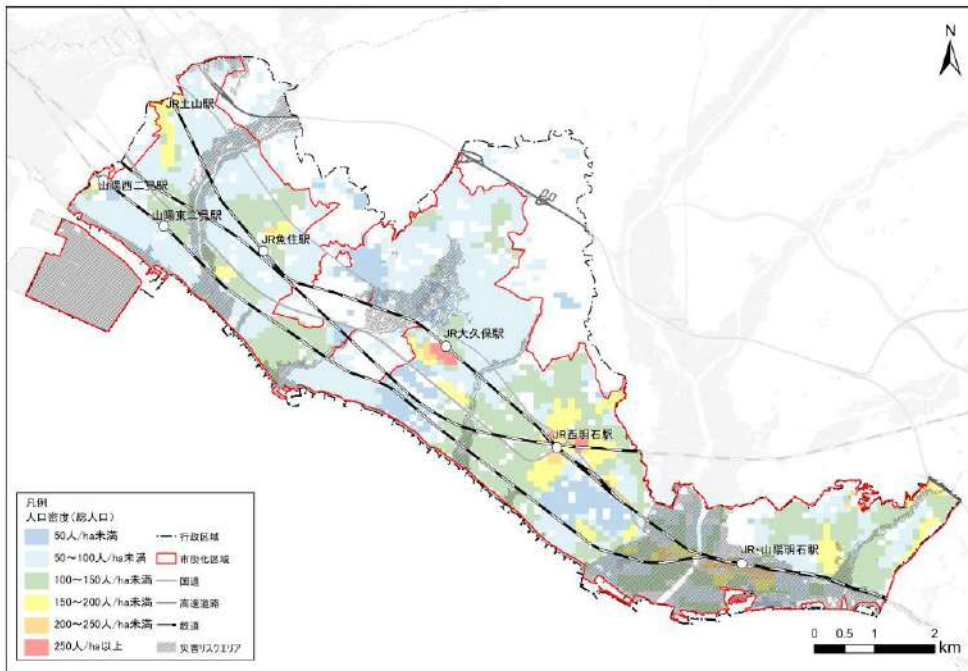 N
JR土山駅
山陽西二見駅
山陽東二見駅
JR魚住駅
JR大久保駅
JR西明石駅
JR・山陽明石駅
凡例
人口密度(総人口)
50人/ha未満
50～100人/ha未満
100～150人/ha未満
150～200人/ha未満
200～250人/ha未満
250人/ha以上
行政区域
市街化区域
国道
高速道路
鉄道
災害リスクエリア
0 0.5 1 2
km